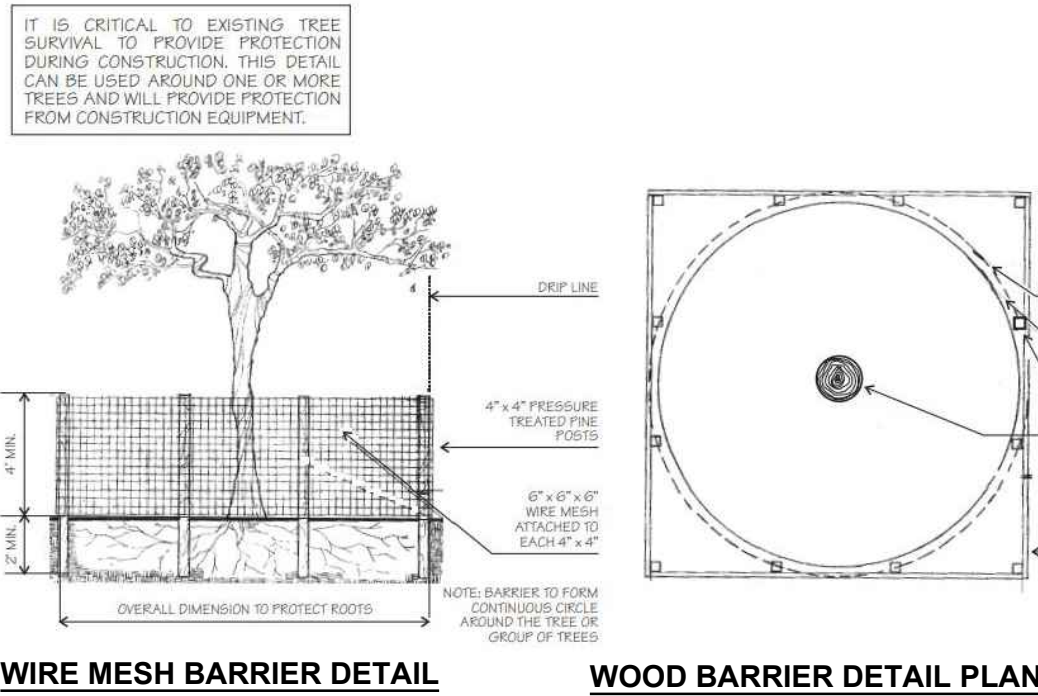 IT IS CRITICAL TO EXISTING TREE
SURVIVAL TO PROVIDE PROTECTION
DURING CONSTRUCTION. THIS DETAIL
CAN BE USED AROUND ONE OR MORE
TREES AND WILL PROVIDE PROTECTION
FROM CONSTRUCTION EQUIPMENT.
DRIP LINE
4" x 4" PRESSURE
TREATED PINE
POSTS
4" MIN.
6" x 6" x 6"
WIRE MESH
ATTACHED TO
EACH 4" x 4"
2" MIN.
OVERALL DIMENSION TO PROTECT ROOTS
NOTE: BARRIER TO FORM
CONTINUOUS CIRCLE
AROUND THE TREE OR
GROUP OF TREES
WIRE MESH BARRIER DETAIL
WOOD BARRIER DETAIL PLAN